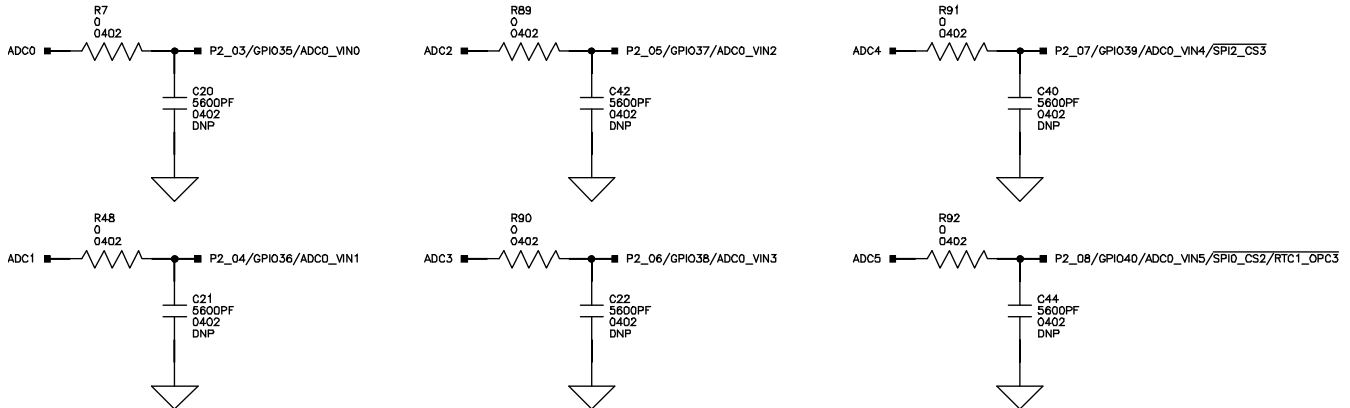 R7
0
0402
ADC0
P2_03/GPIO35/ADC0_VIN0
C20
5600PF
0402
DNP
R89
0
0402
ADC2
P2_05/GPIO37/ADC0_VIN2
C42
5600PF
0402
DNP
R91
0
0402
ADC4
P2_07/GPIO39/ADC0_VIN4/SPI2_CS3
C40
5600PF
0402
DNP
R48
0
0402
ADC1
P2_04/GPIO36/ADC0_VIN1
C21
5600PF
0402
DNP
R90
0
0402
ADC3
P2_06/GPIO38/ADC0_VIN3
C22
5600PF
0402
DNP
R92
0
0402
ADC5
P2_08/GPIO40/ADC0_VIN5/SPI0_CS2/RTC1_OPC3
C44
5600PF
0402
DNP